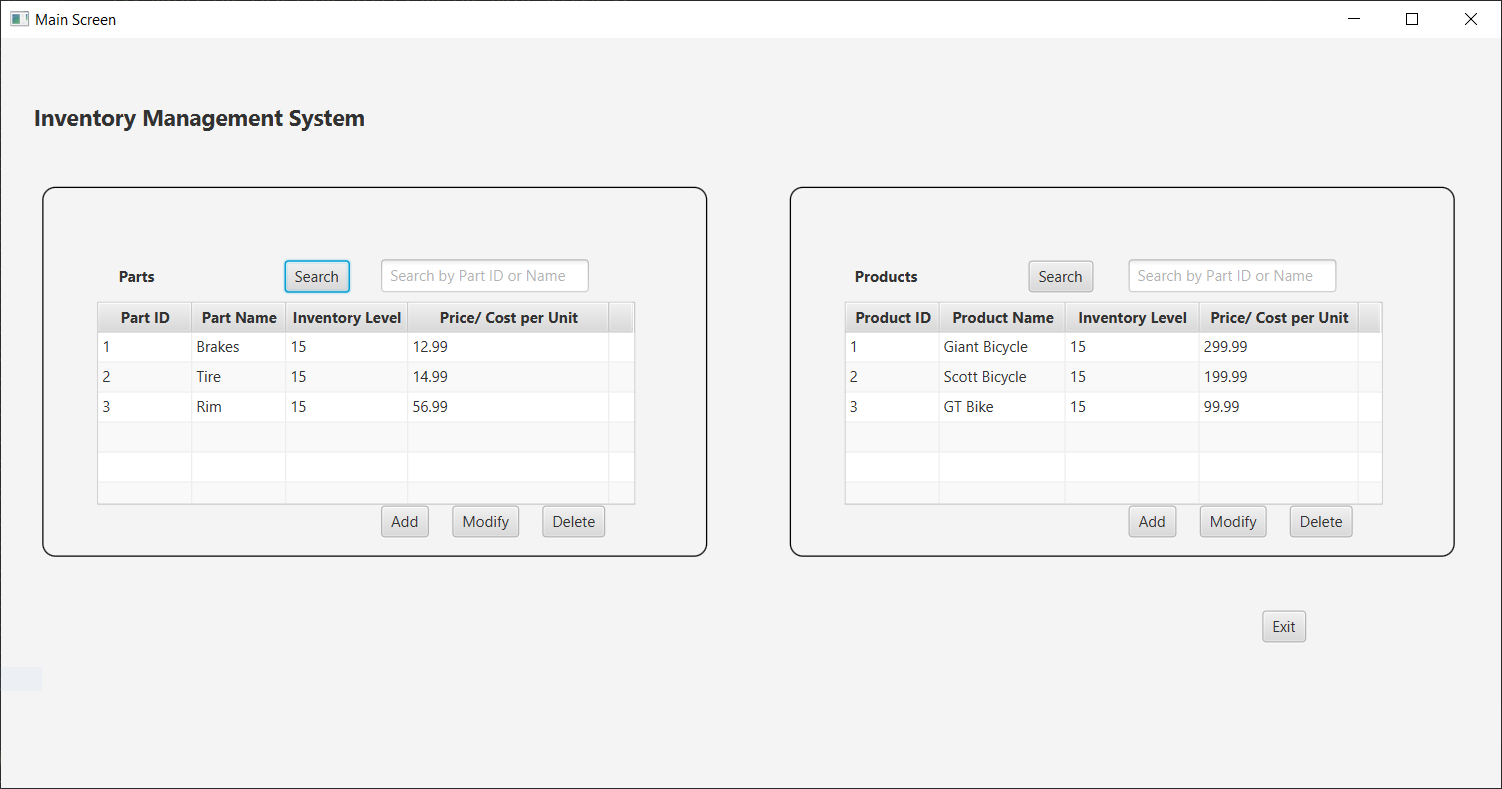 Main Screen
Inventory Management System
Parts Search Search by Part ID or Name
Part ID Part Name Inventory Level Price/ Cost per Unit
1 Brakes 15 12.99
2 Tire 15 14.99
3 Rim 15 56.99
Add Modify Delete
Products Search Search by Part ID or Name
Product ID Product Name Inventory Level Price/ Cost per Unit
1 Giant Bicycle 15 299.99
2 Scott Bicycle 15 199.99
3 GT Bike 15 99.99
Add Modify Delete
Exit